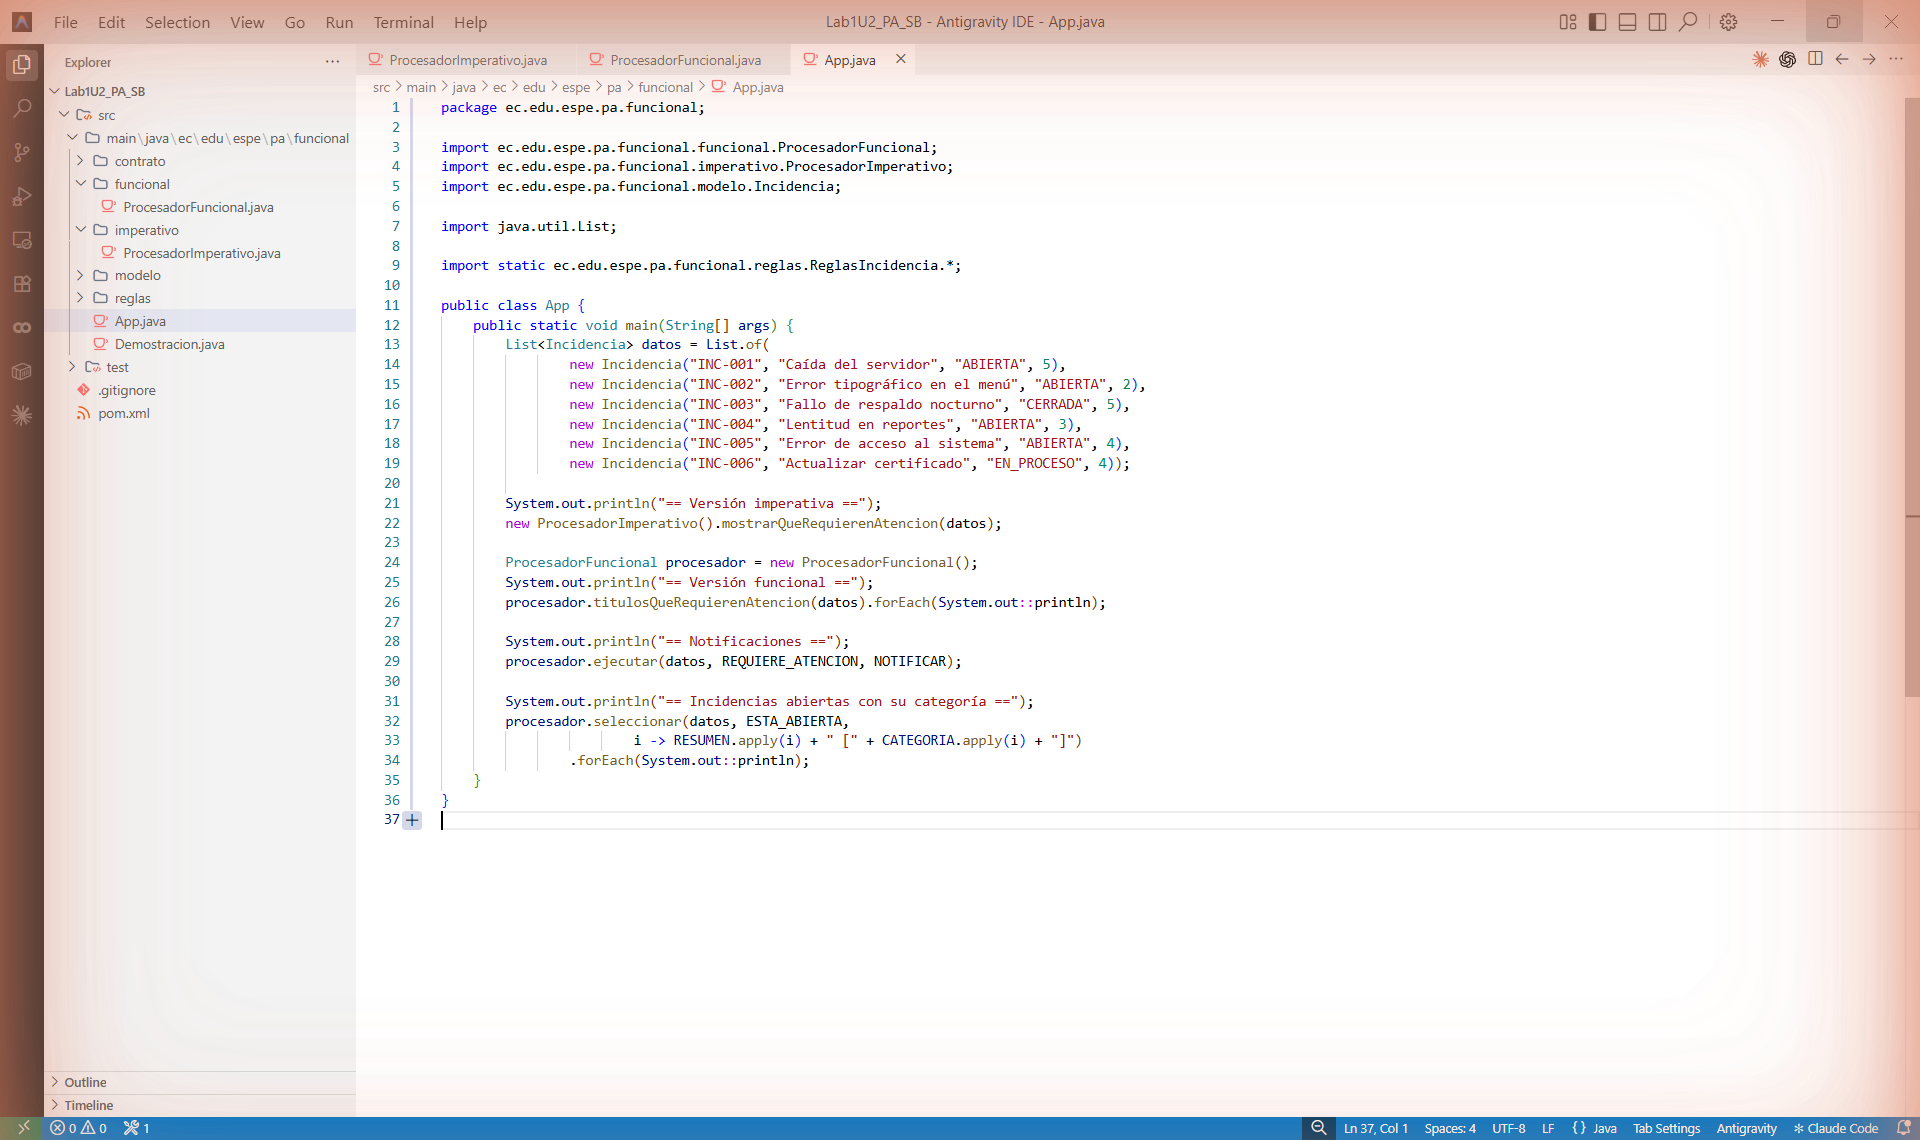 File Edit Selection View Go Run Terminal Help
Lab1U2_PA_SB - Antigravity IDE - App.java
Explorer
Lab1U2_PA_SB
src
main\java\ec\edu\espe\pa\funcional
contrato
funcional
ProcesadorFuncional.java
imperativo
ProcesadorImperativo.java
modelo
reglas
App.java
Demostracion.java
test
.gitignore
pom.xml
Outline
Timeline
ProcesadorImperativo.java ProcesadorFuncional.java App.java
src > main > java > ec > edu > espe > pa > funcional > App.java
1 package ec.edu.espe.pa.funcional;
2
3 import ec.edu.espe.pa.funcional.funcional.ProcesadorFuncional;
4 import ec.edu.espe.pa.funcional.imperativo.ProcesadorImperativo;
5 import ec.edu.espe.pa.funcional.modelo.Incidencia;
6
7 import java.util.List;
8
9 import static ec.edu.espe.pa.funcional.reglas.ReglasIncidencia.*;
10
11 public class App {
12 public static void main(String[] args) {
13 List<Incidencia> datos = List.of(
14 new Incidencia("INC-001", "Caída del servidor", "ABIERTA", 5),
15 new Incidencia("INC-002", "Error tipográfico en el menú", "ABIERTA", 2),
16 new Incidencia("INC-003", "Fallo de respaldo nocturno", "CERRADA", 5),
17 new Incidencia("INC-004", "Lentitud en reportes", "ABIERTA", 3),
18 new Incidencia("INC-005", "Error de acceso al sistema", "ABIERTA", 4),
19 new Incidencia("INC-006", "Actualizar certificado", "EN_PROCESO", 4));
20
21 System.out.println("== Versión imperativa ==");
22 new ProcesadorImperativo().mostrarQueRequierenAtencion(datos);
23
24 ProcesadorFuncional procesador = new ProcesadorFuncional();
25 System.out.println("== Versión funcional ==");
26 procesador.titulosQueRequierenAtencion(datos).forEach(System.out::println);
27
28 System.out.println("== Notificaciones ==");
29 procesador.ejecutar(datos, REQUIERE_ATENCION, NOTIFICAR);
30
31 System.out.println("== Incidencias abiertas con su categoría ==");
32 procesador.seleccionar(datos, ESTA_ABIERTA,
33 i -> RESUMEN.apply(i) + " [" + CATEGORIA.apply(i) + "]")
34 .forEach(System.out::println);
35 }
36 }
37
0 0 1
Ln 37, Col 1 Spaces: 4 UTF-8 LF {} Java Tab Settings Antigravity Claude Code